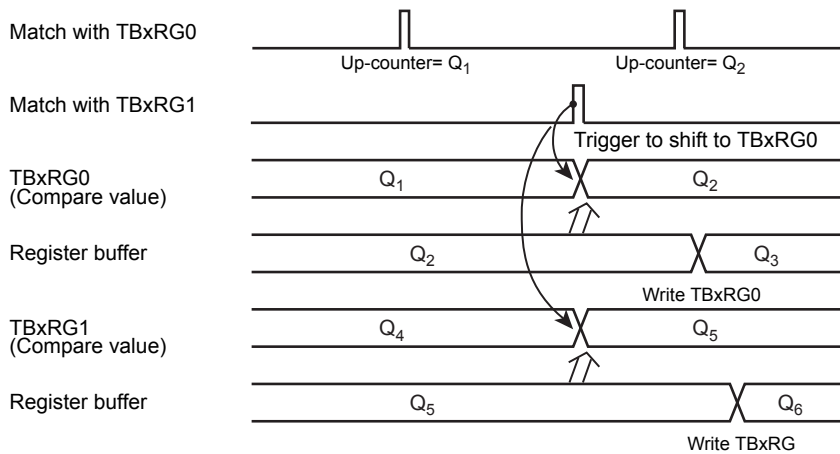 Match with TBxRG0
Up-counter= Q1
Up-counter= Q2
Match with TBxRG1
Trigger to shift to TBxRG0
TBxRG0
(Compare value)
Q1
Q2
Register buffer
Q2
Q3
Write TBxRG0
TBxRG1
(Compare value)
Q4
Q5
Register buffer
Q5
Q6
Write TBxRG